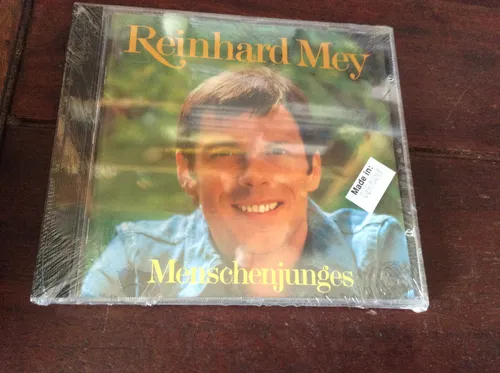 Reinhard Mey
Made in:
Menschenjunges